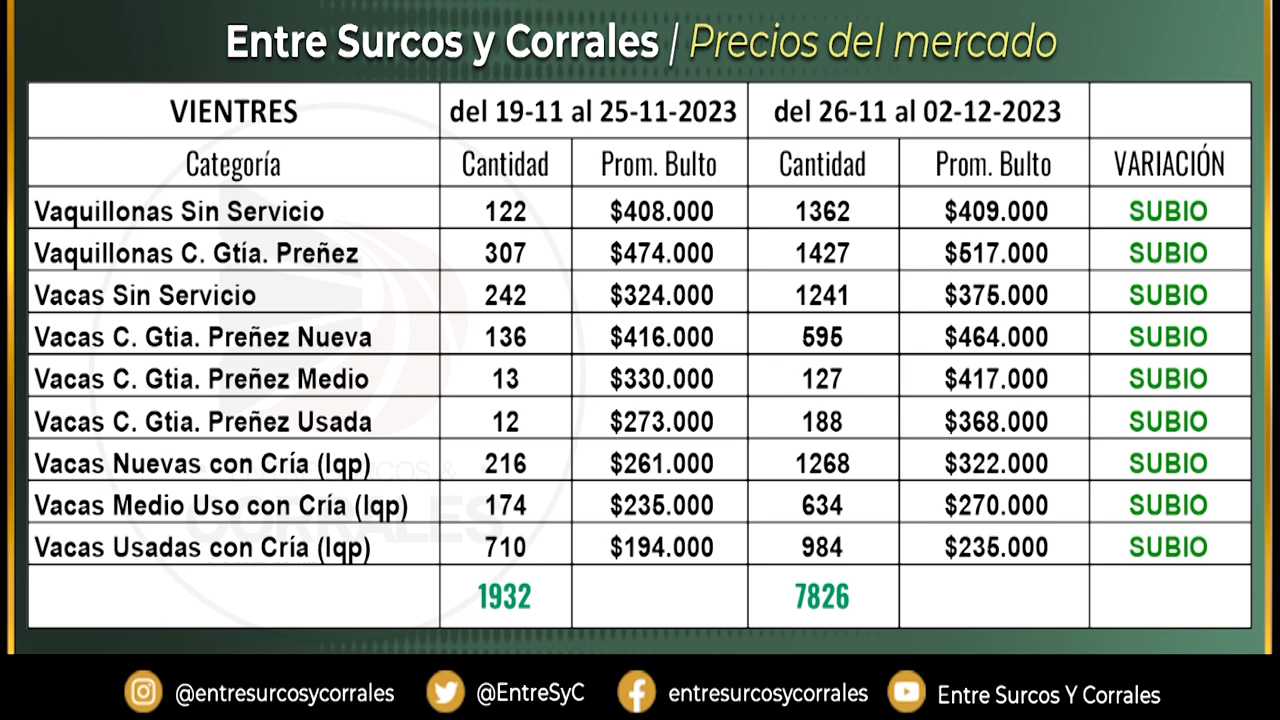 Entre Surcos y Corrales / Precios del mercado
VIENTRES del 19-11 al 25-11-2023 del 26-11 al 02-12-2023
Categoría Cantidad Prom. Bulto Cantidad Prom. Bulto VARIACIÓN
Vaquillonas Sin Servicio 122 $408.000 1362 $409.000 SUBIO
Vaquillonas C. Gtía. Preñez 307 $474.000 1427 $517.000 SUBIO
Vacas Sin Servicio 242 $324.000 1241 $375.000 SUBIO
Vacas C. Gtia. Preñez Nueva 136 $416.000 595 $464.000 SUBIO
Vacas C. Gtia. Preñez Medio 13 $330.000 127 $417.000 SUBIO
Vacas C. Gtia. Preñez Usada 12 $273.000 188 $368.000 SUBIO
Vacas Nuevas con Cría (lqp) 216 $261.000 1268 $322.000 SUBIO
Vacas Medio Uso con Cría (lqp) 174 $235.000 634 $270.000 SUBIO
Vacas Usadas con Cría (lqp) 710 $194.000 984 $235.000 SUBIO
1932 7826
@entresurcosycorrales @EntreSyC entresurcosycorrales Entre Surcos Y Corrales